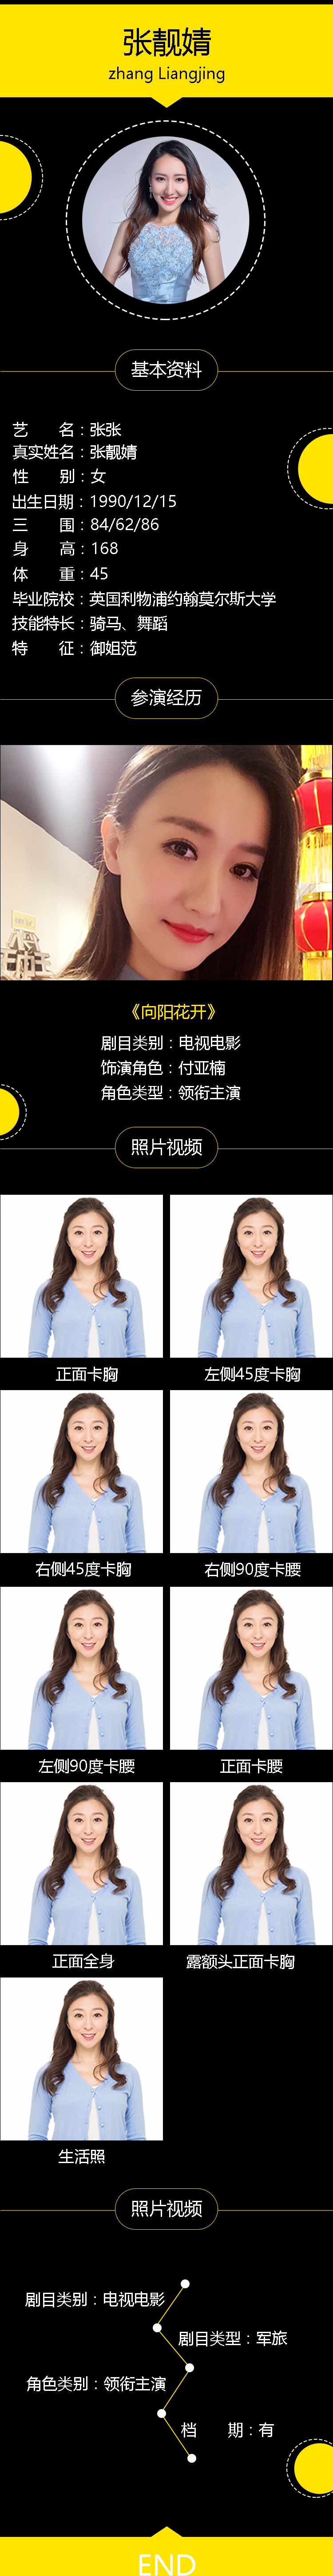 张靓婧
zhang Liangjing
基本资料
艺 名：张张
真实姓名：张靓婧
性 别：女
出生日期：1990/12/15
三 围：84/62/86
身 高：168
体 重：45
毕业院校：英国利物浦约翰莫尔斯大学
技能特长：骑马、舞蹈
特 征：御姐范
参演经历
《向阳花开》
剧目类别：电视电影
饰演角色：付亚楠
角色类型：领衔主演
照片视频
正面卡胸
左侧45度卡胸
右侧45度卡胸
右侧90度卡腰
左侧90度卡腰
正面卡腰
正面全身
露额头正面卡胸
生活照
照片视频
剧目类别：电视电影
剧目类型：军旅
角色类别：领衔主演
档 期：有
END